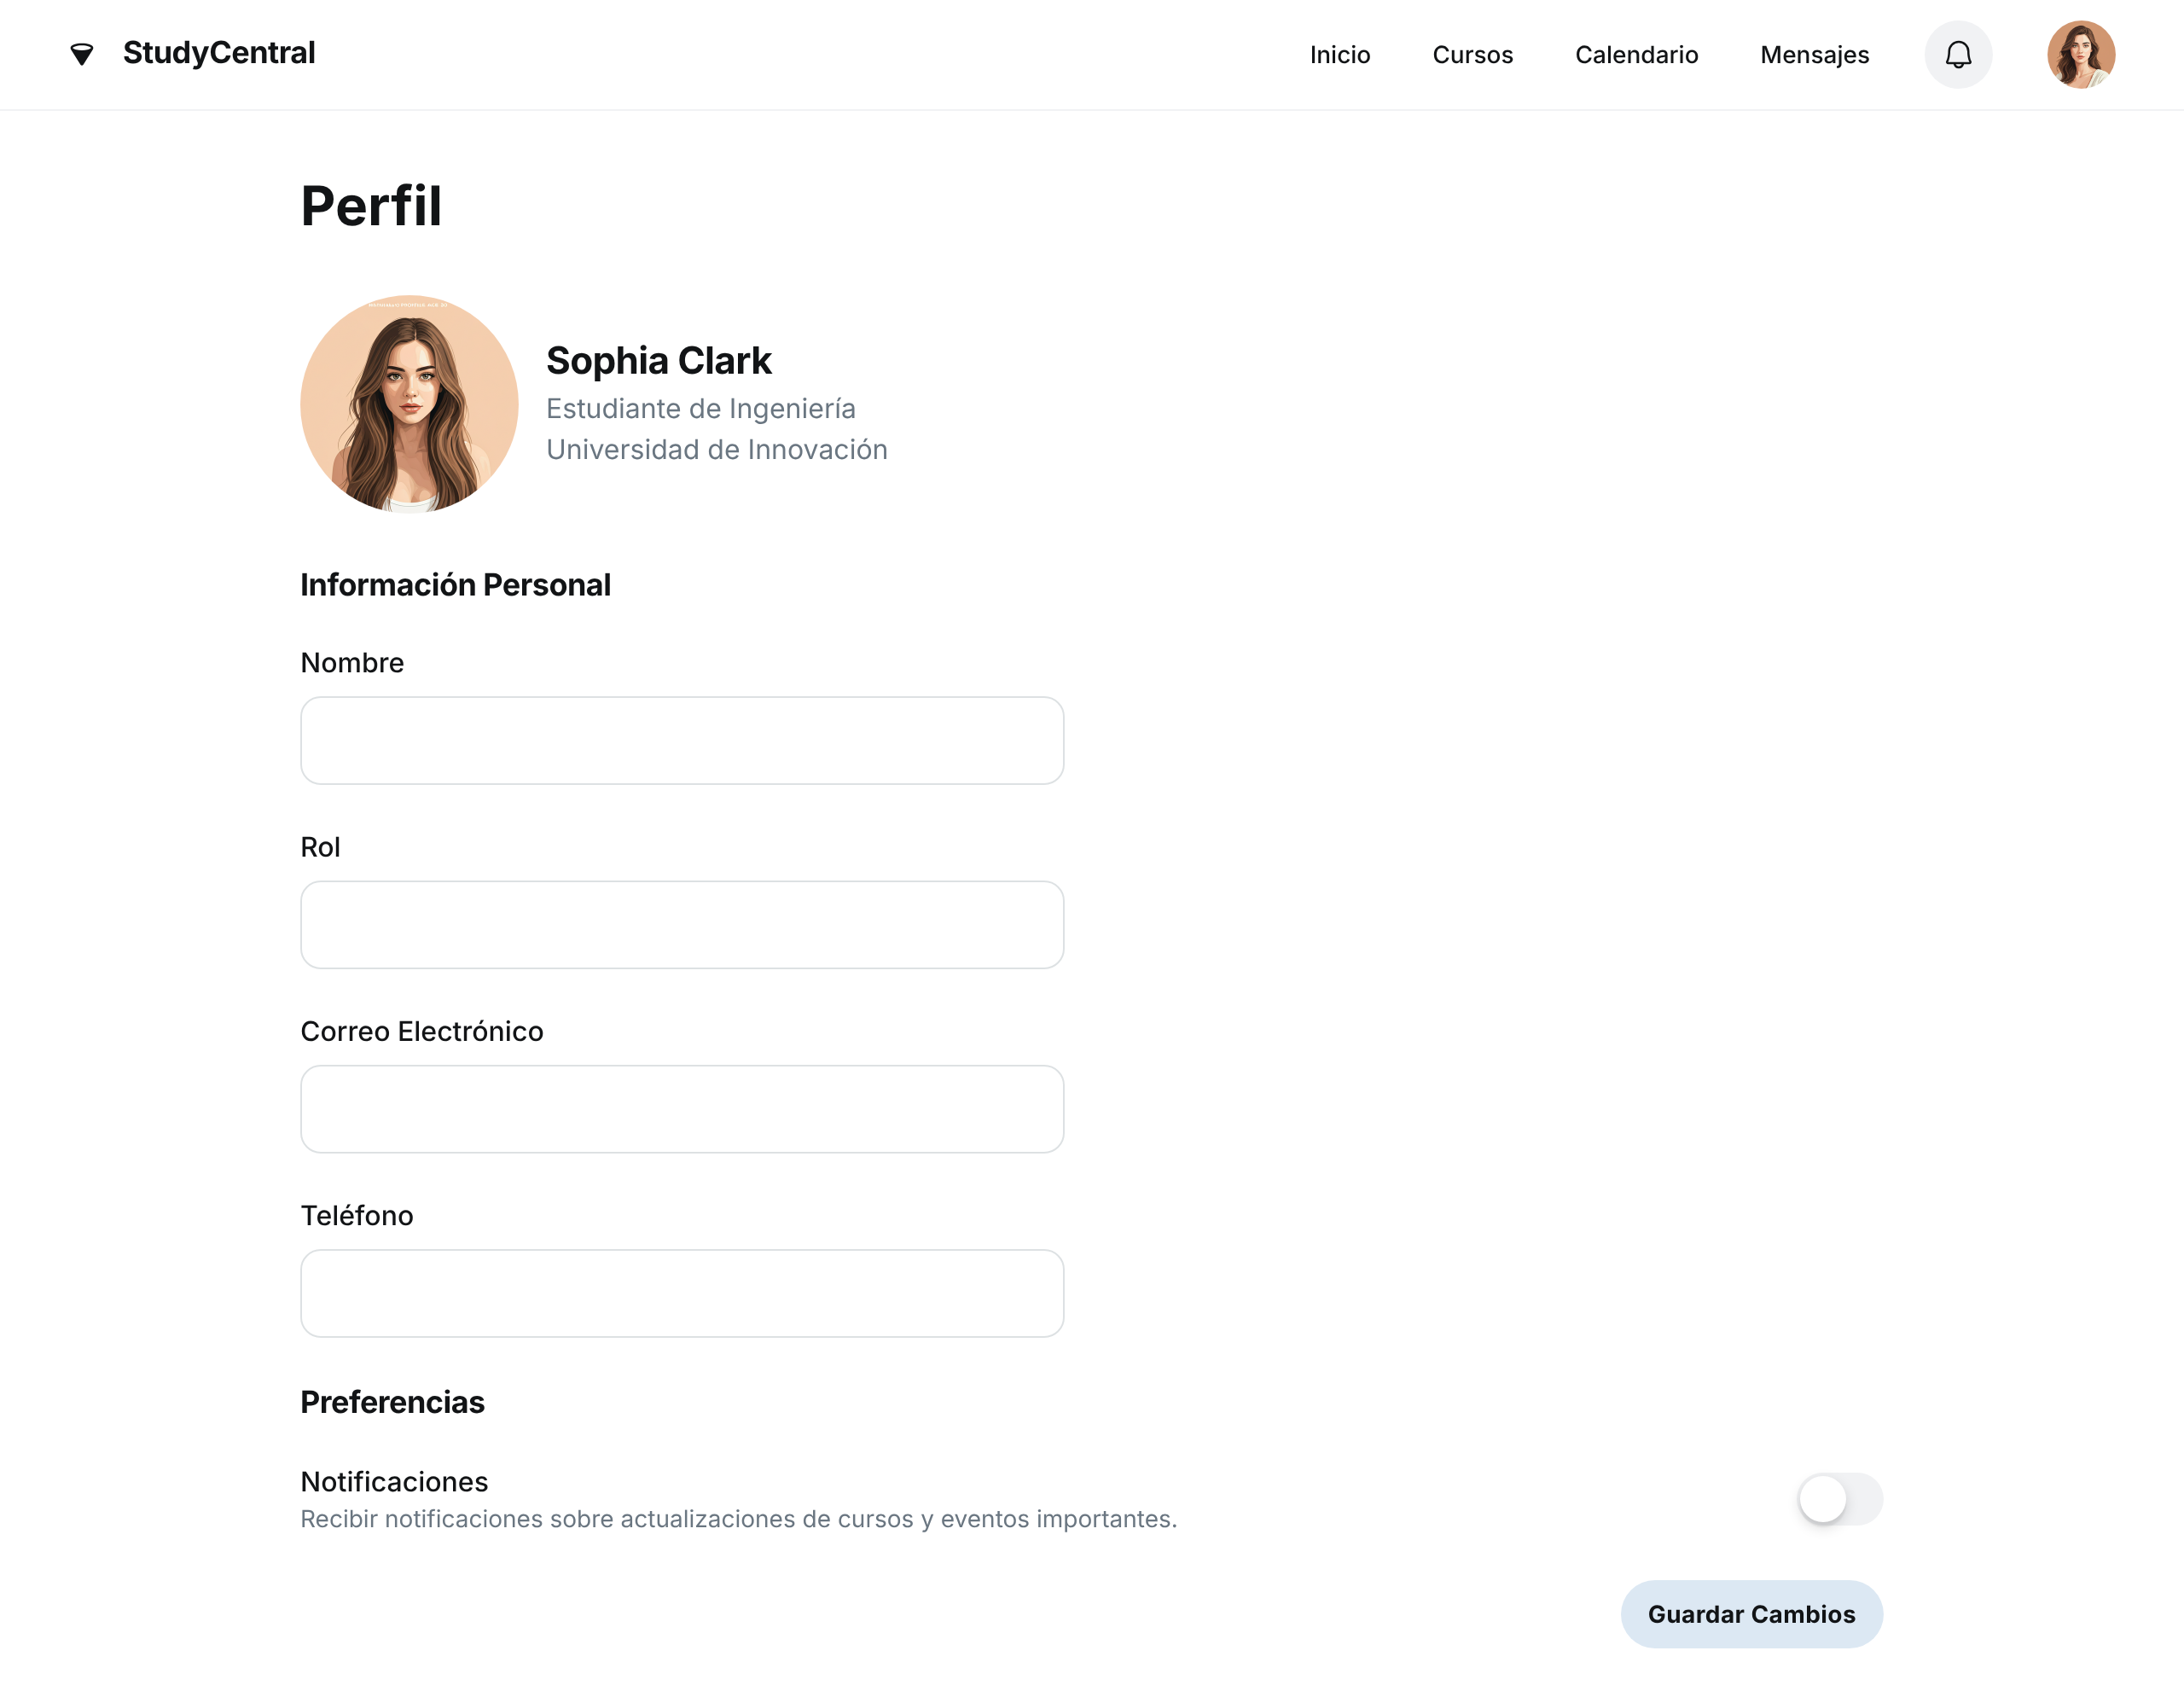 StudyCentral
Inicio
Cursos
Calendario
Mensajes
Perfil
Sophia Clark
Estudiante de Ingeniería
Universidad de Innovación
Información Personal
Nombre
Rol
Correo Electrónico
Teléfono
Preferencias
Notificaciones
Recibir notificaciones sobre actualizaciones de cursos y eventos importantes.
Guardar Cambios